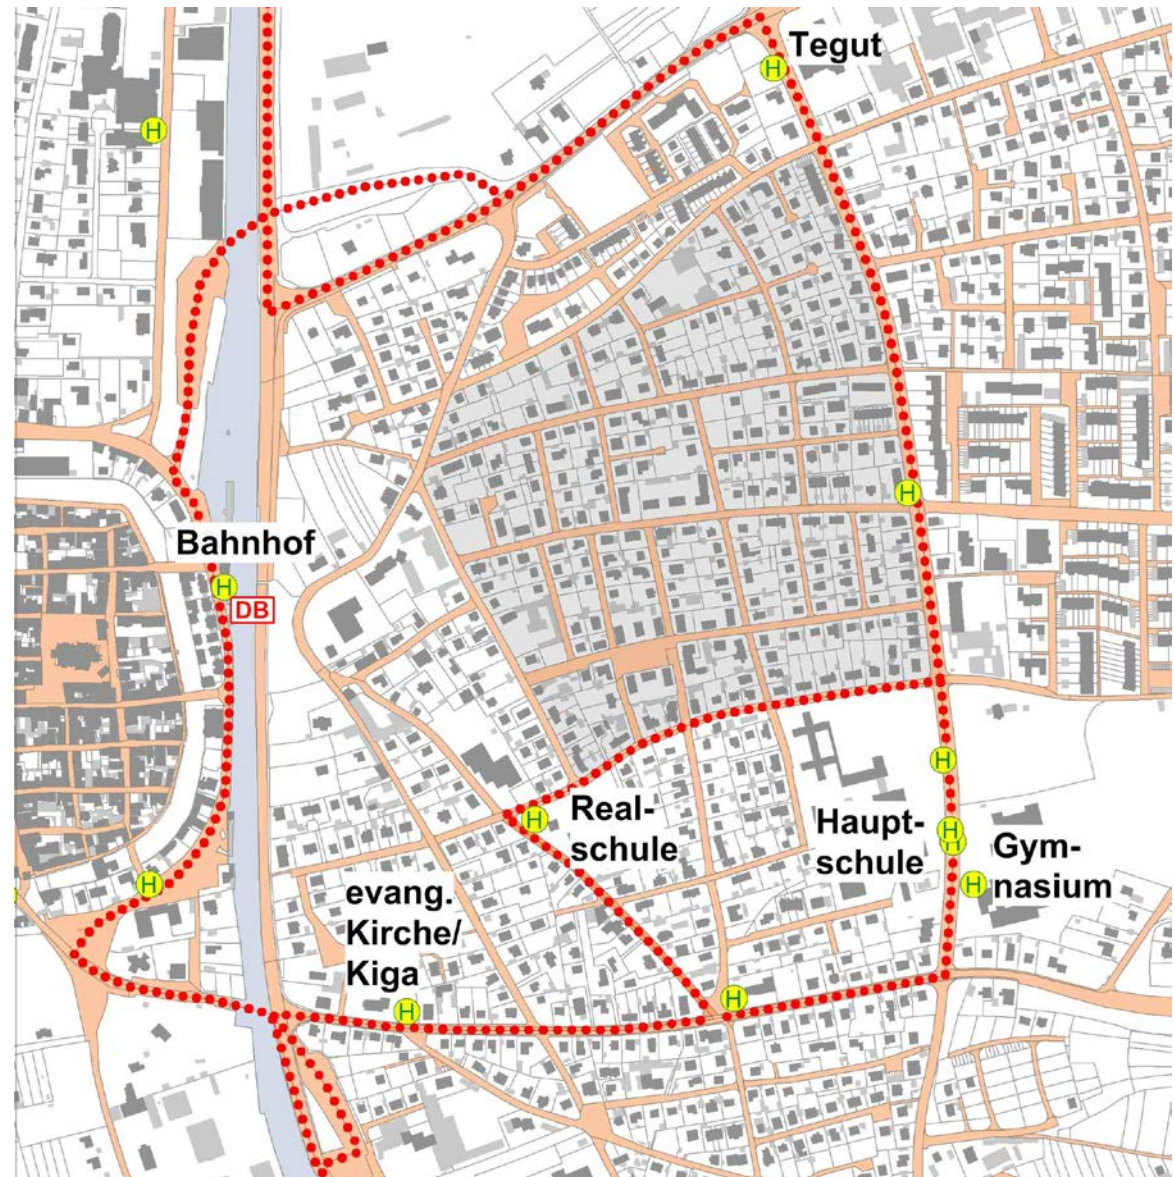 Tegut
H
H
H
Bahnhof
H
DB
H
Real-
schule
H
Haupt-
schule
H
H
H
Gym-
nasium
H
H
evang.
Kirche/
Kiga
H
H